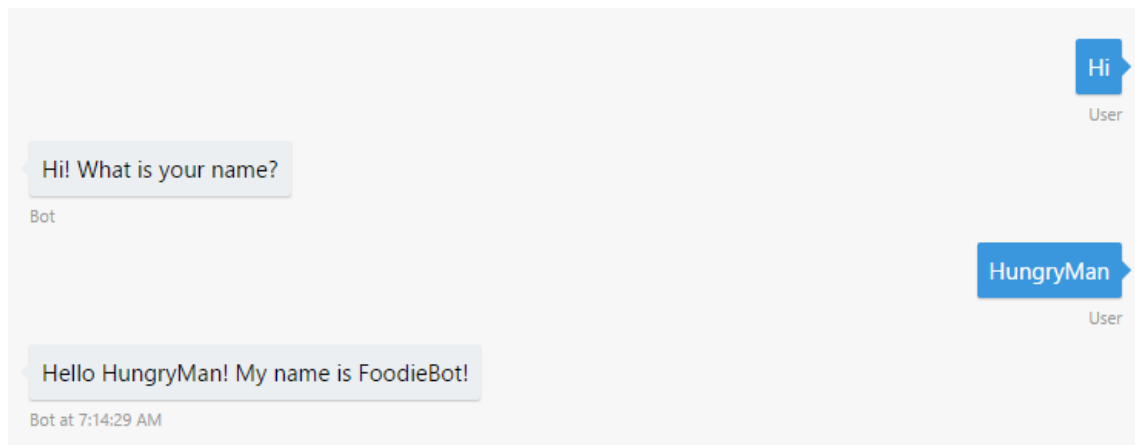 Hi
User
Hi! What is your name?
Bot
HungryMan
User
Hello HungryMan! My name is FoodieBot!
Bot at 7:14:29 AM